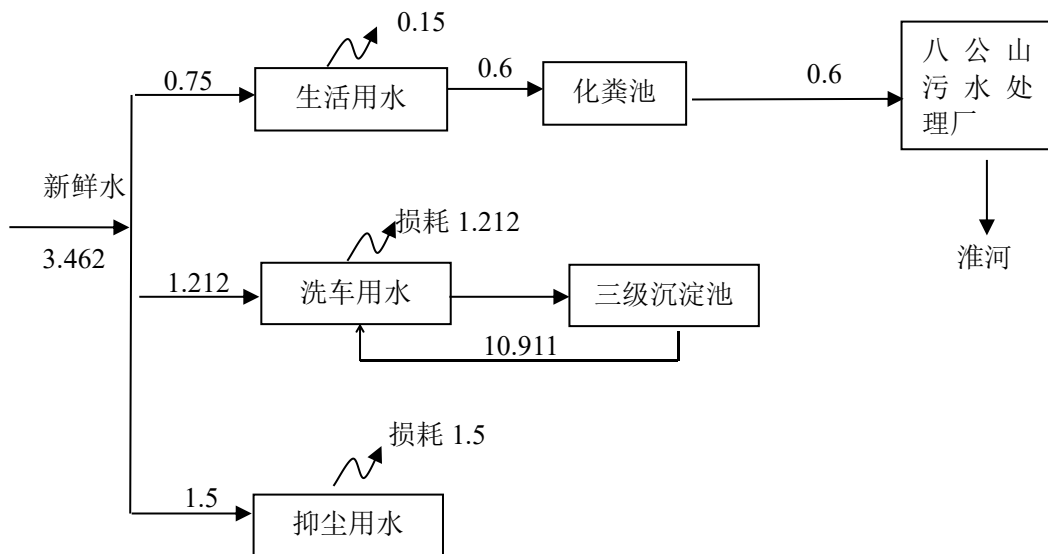 0.15
0.75
生活用水
0.6
化粪池
0.6
八公山
污水处
理厂
新鲜水
3.462
损耗 1.212
淮河
1.212
洗车用水
三级沉淀池
10.911
损耗 1.5
1.5
抑尘用水